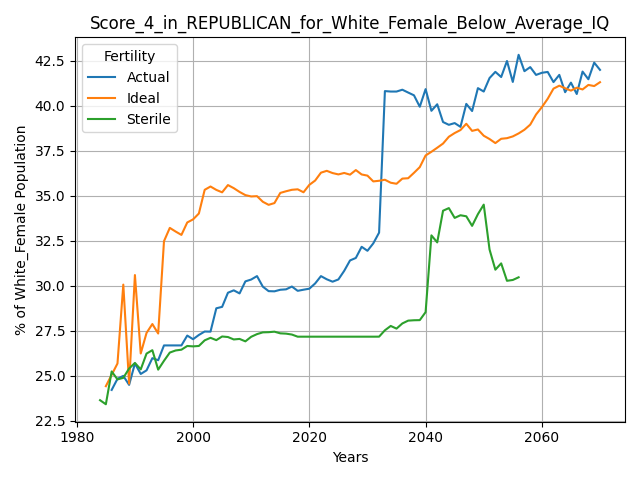 Score_4_in_REPUBLICAN_for_White_Female_Below_Average_IQ
Fertility
Actual
Ideal
Sterile
% of White_Female Population
42.5
40.0
37.5
35.0
32.5
30.0
27.5
25.0
22.5
1980
2000
2020
2040
2060
Years